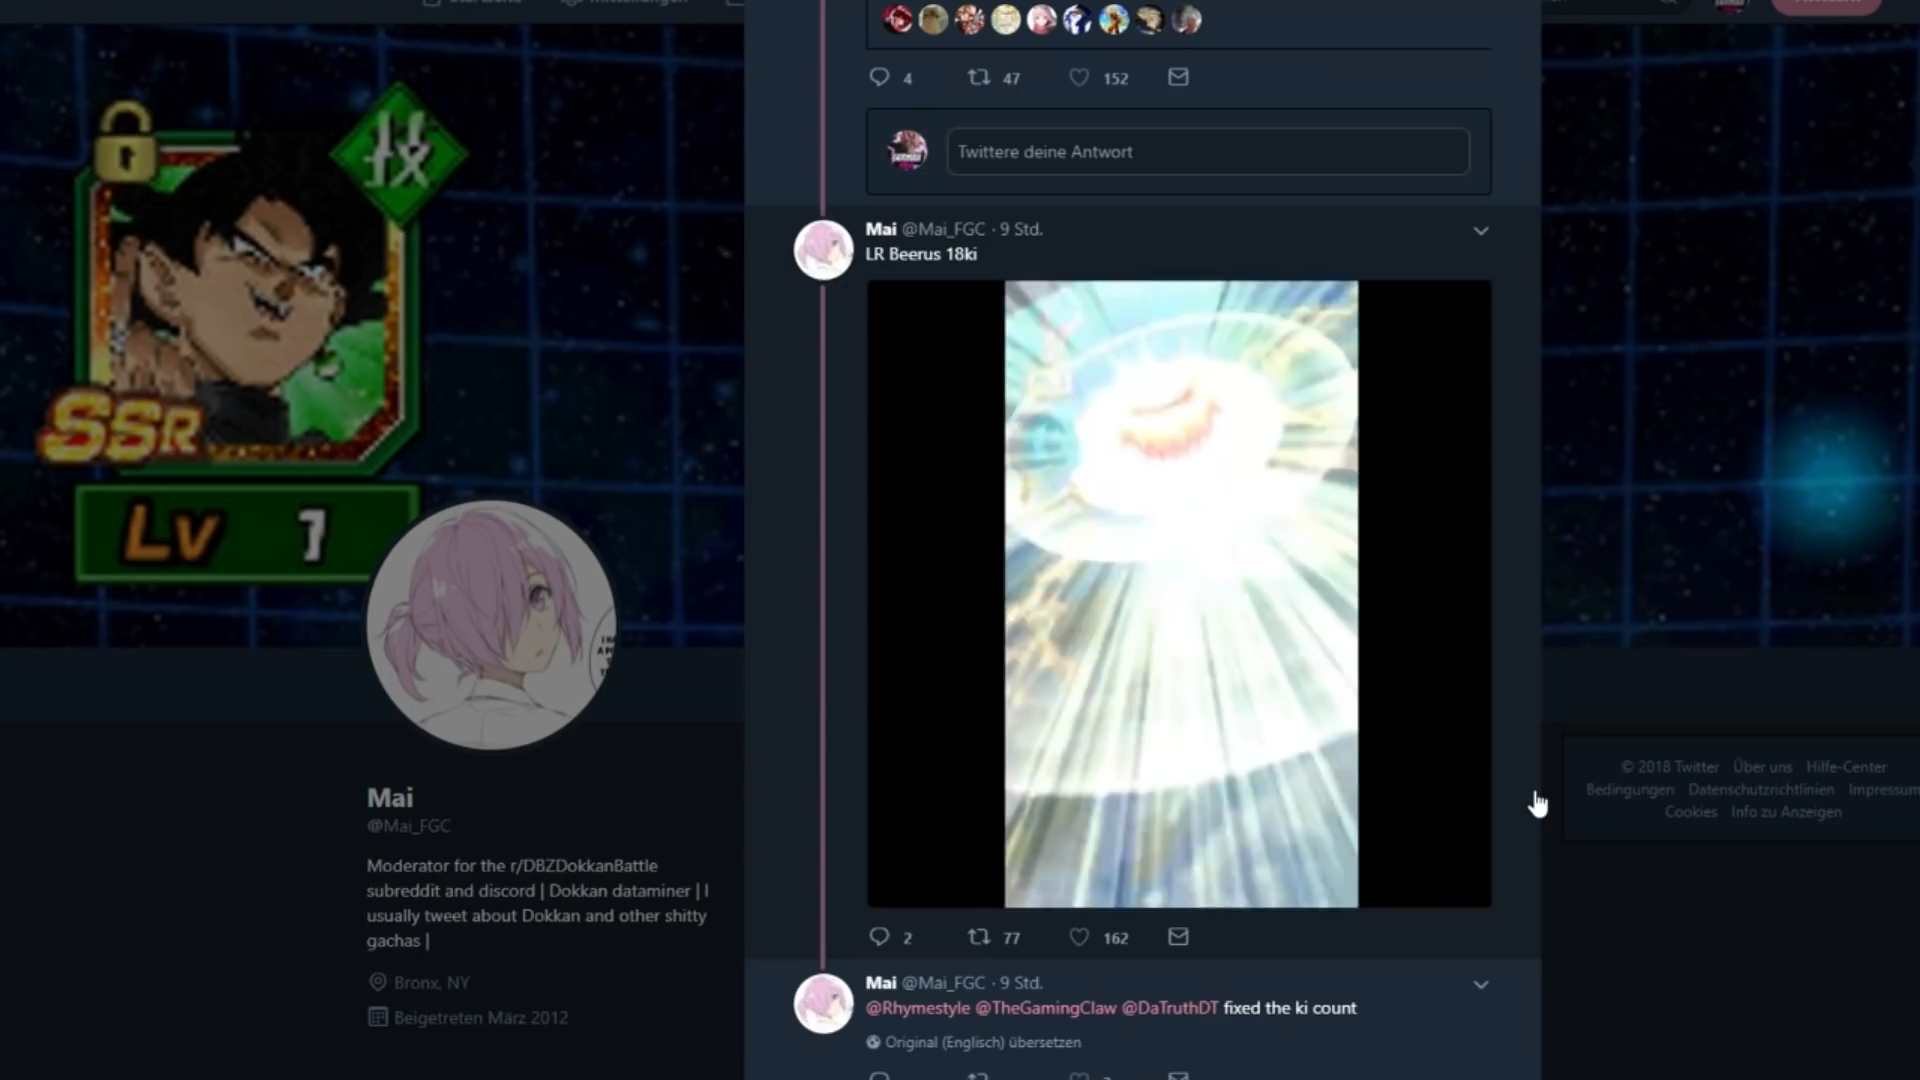 4 47 152
Twittere deine Antwort
Mai @Mai_FGC · 9 Std.
LR Beerus 18ki
2 77 162
Mai @Mai_FGC · 9 Std.
@Rhymestyle @TheGamingClaw @DaTruthDT fixed the ki count
Original (Englisch) übersetzen
技
SSR
Lv 1
Mai
@Mai_FGC
Moderator for the r/DBZDokkanBattle
subreddit and discord | Dokkan dataminer | I
usually tweet about Dokkan and other shitty
gachas |
Bronx, NY
Beigetreten März 2012
© 2018 Twitter Über uns Hilfe-Center
Bedingungen Datenschutzrichtlinien Impressum
Cookies Info zu Anzeigen